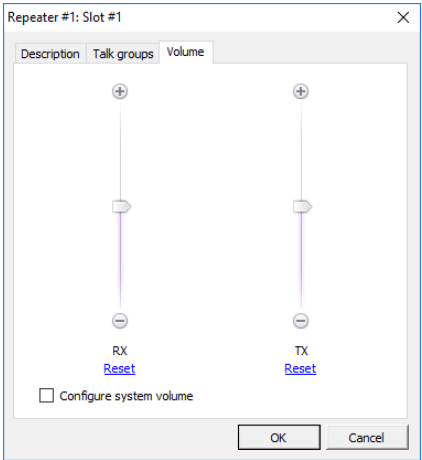 Repeater #1: Slot #1
Description Talk groups Volume
RX TX
Reset Reset
Configure system volume
OK Cancel